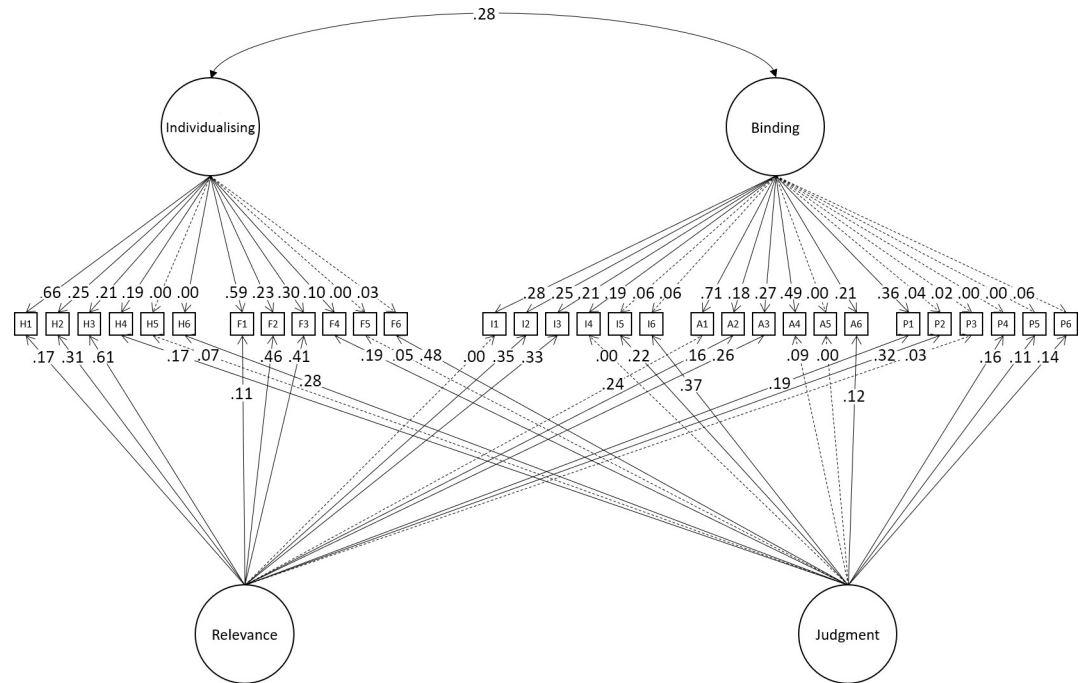 .28
Individualising
Binding
.66 .25 .21 .19 .00 .00 .59 .23 .30 .10 .00 .03 .28 .25 .21 .19 .06 .06 .71 .18 .27 .49 .00 .21 .36 .04 .02 .00 .00 .06
H1 H2 H3 H4 H5 H6 F1 F2 F3 F4 F5 F6 I1 I2 I3 I4 I5 I6 A1 A2 A3 A4 A5 A6 P1 P2 P3 P4 P5 P6
.17 .31 .61 .17 .07 .46 .41 .19 .05 .48 .00 .35 .33 .00 .22 .16 .26 .09 .00 .32 .03 .16 .11 .14
.28 .24 .37 .19
.11 .12
Relevance
Judgment